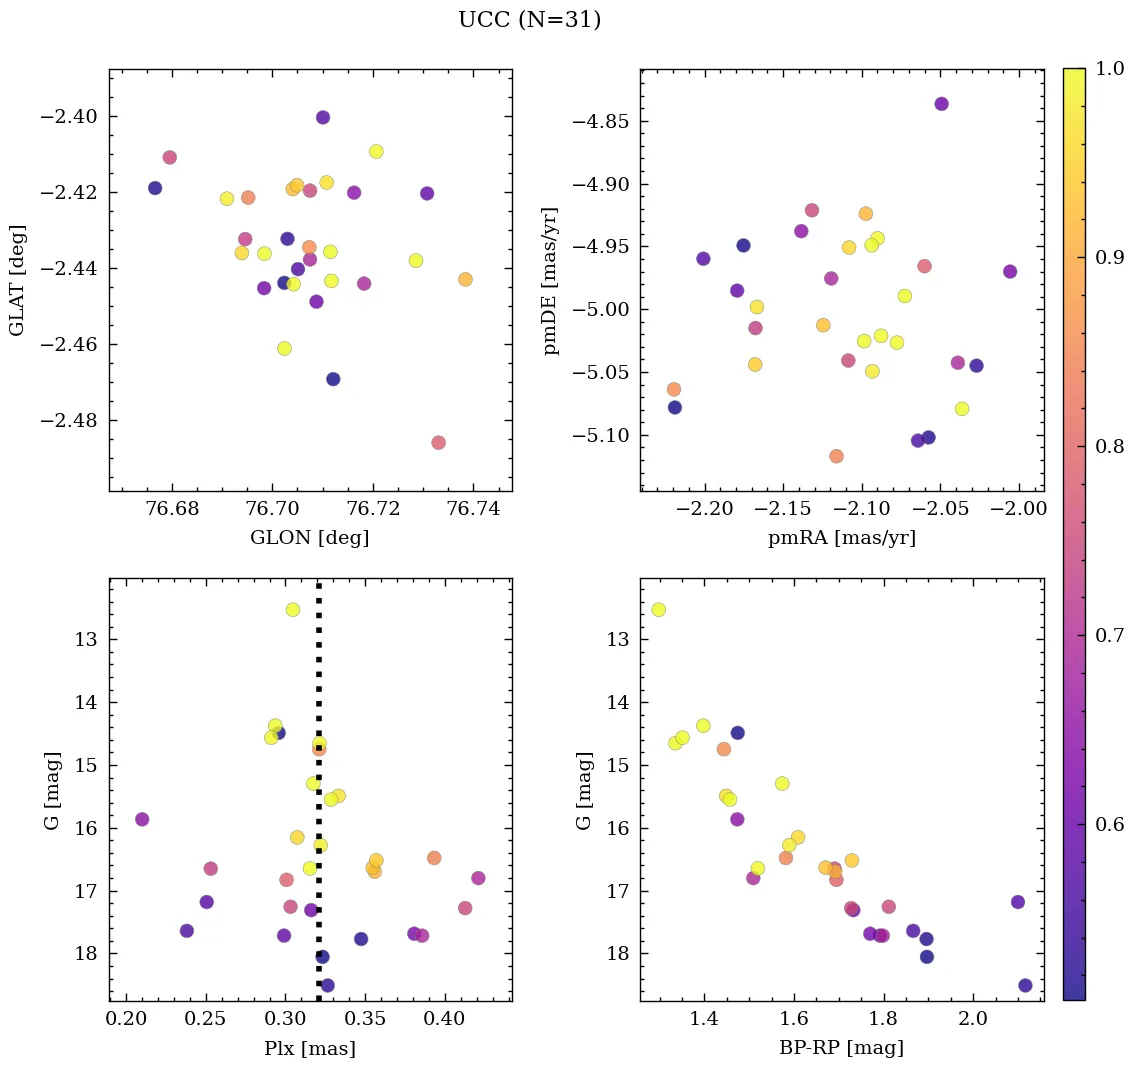 UCC (N=31)
−2.40
−2.42
−2.44
−2.46
−2.48
GLAT [deg]
76.68 76.70 76.72 76.74
GLON [deg]
−4.85
−4.90
−4.95
−5.00
−5.05
−5.10
pmDE [mas/yr]
−2.20 −2.15 −2.10 −2.05 −2.00
pmRA [mas/yr]
13
14
15
16
17
18
G [mag]
0.20 0.25 0.30 0.35 0.40
Plx [mas]
13
14
15
16
17
18
G [mag]
1.4 1.6 1.8 2.0
BP-RP [mag]
1.0
0.9
0.8
0.7
0.6